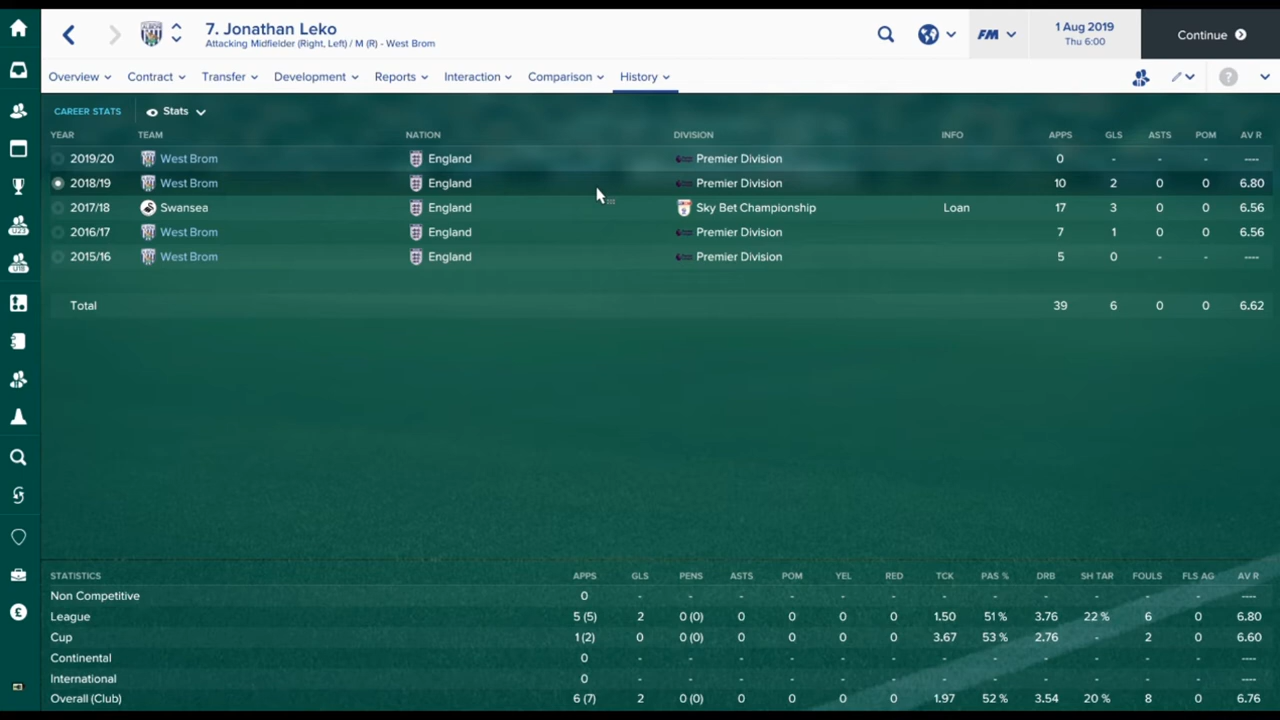 7. Jonathan Leko
Attacking Midfielder (Right, Left) / M (R) - West Brom
FM
1 Aug 2019
Thu 6:00
Continue
Overview Contract Transfer Development Reports Interaction Comparison History
?
CAREER STATS Stats
YEAR TEAM NATION DIVISION INFO APPS GLS ASTS POM AV R
2019/20 West Brom England Premier Division 0 - - - ----
2018/19 West Brom England Premier Division 10 2 0 0 6.80
2017/18 Swansea England Sky Bet Championship Loan 17 3 0 0 6.56
2016/17 West Brom England Premier Division 7 1 0 0 6.56
2015/16 West Brom England Premier Division 5 0 - - ----
Total 39 6 0 0 6.62
U23
U18
£
STATISTICS APPS GLS PENS ASTS POM YEL RED TCK PAS % DRB SH TAR FOULS FLS AG AV R
Non Competitive 0 - - - - - - - - - - - - ----
League 5 (5) 2 0 (0) 0 0 0 0 1.50 51 % 3.76 22 % 6 0 6.80
Cup 1 (2) 0 0 (0) 0 0 0 0 3.67 53 % 2.76 - 2 0 6.60
Continental 0 - - - - - - - - - - - - ----
International 0 - - - - - - - - - - - - ----
Overall (Club) 6 (7) 2 0 (0) 0 0 0 0 1.97 52 % 3.54 20 % 8 0 6.76